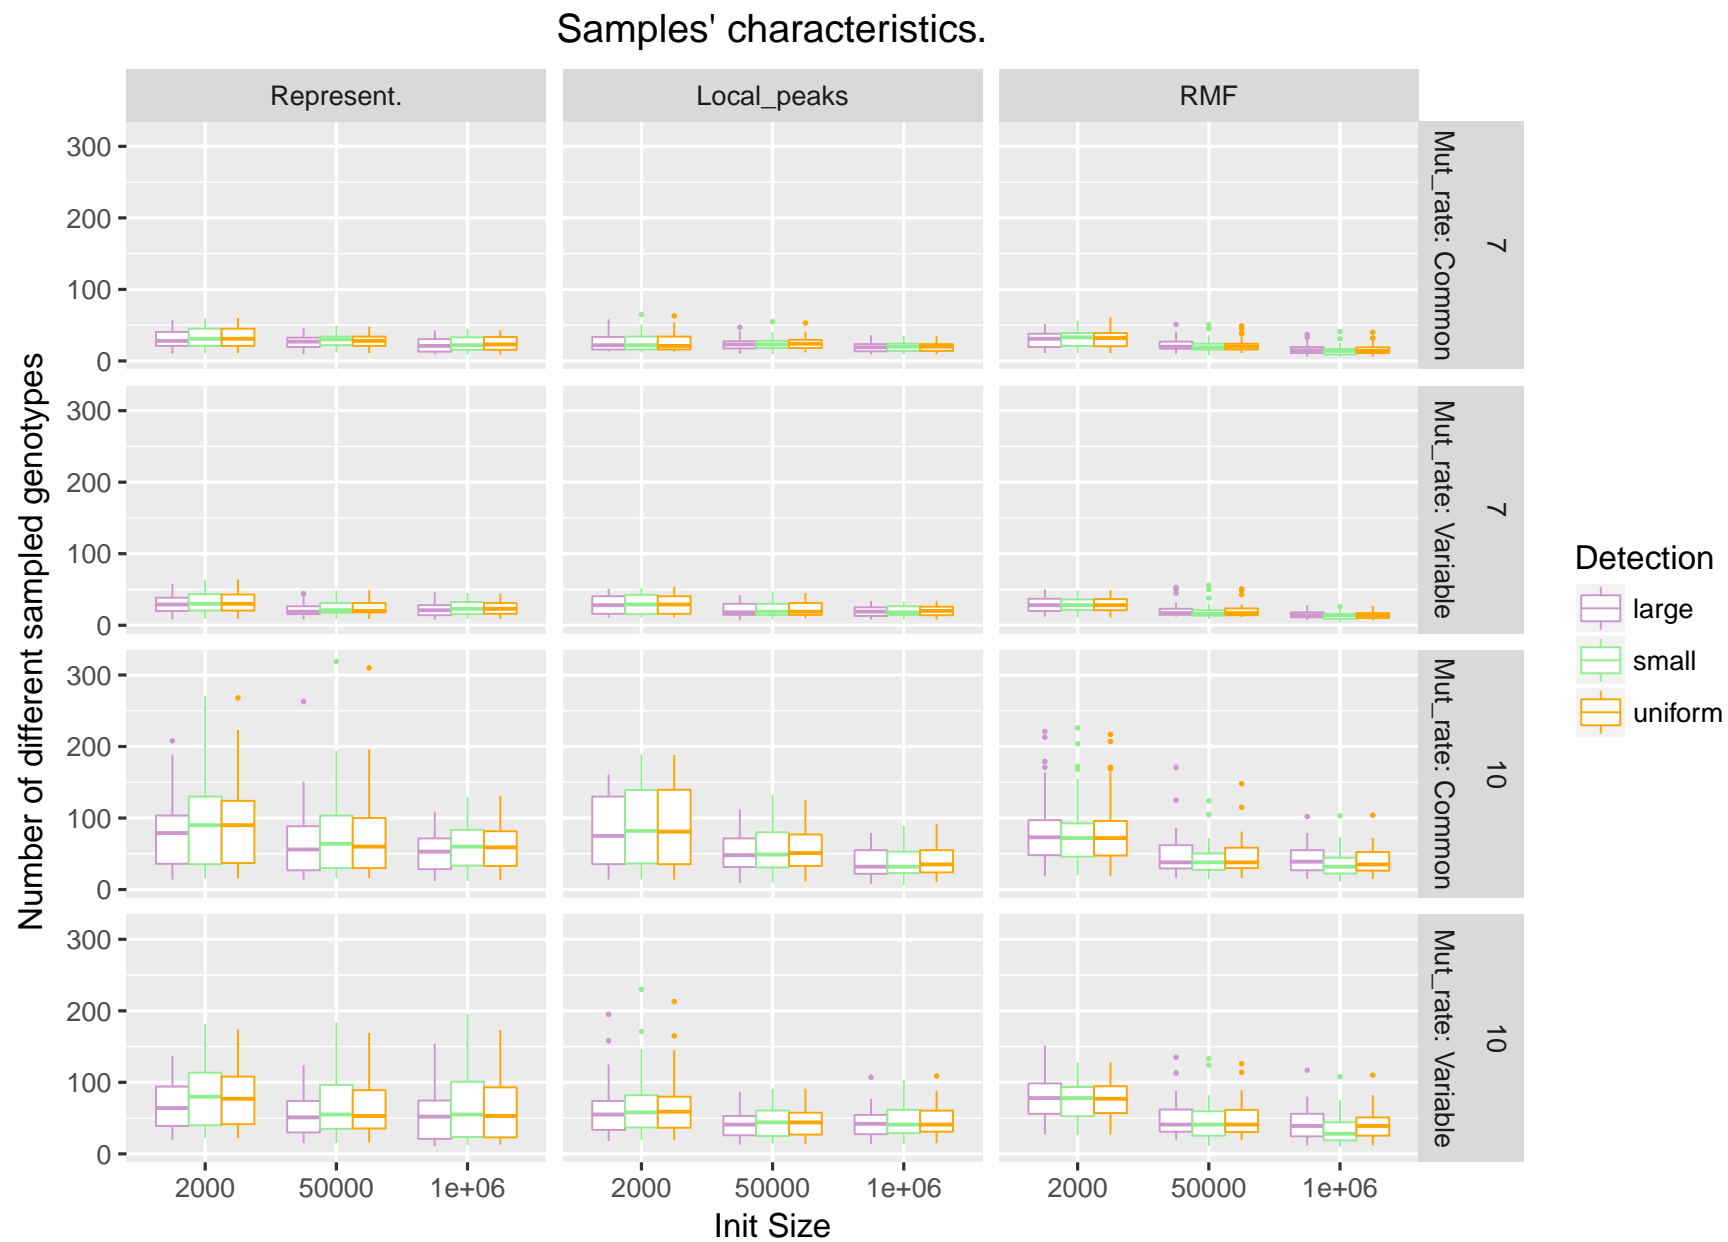 Samples' characteristics.
Represent.
Local_peaks
RMF
Number of different sampled genotypes
300
200
100
0
Mut_rate: Common
7
300
200
100
0
Mut_rate: Variable
7
300
200
100
0
Mut_rate: Common
10
300
200
100
0
Mut_rate: Variable
10
2000
50000
1e+06
2000
50000
1e+06
2000
50000
1e+06
Init Size
Detection
large
small
uniform